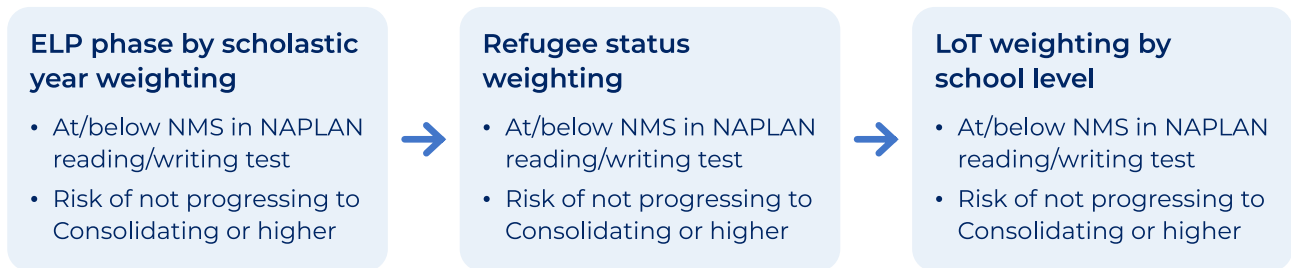 ELP phase by scholastic
year weighting
• At/below NMS in NAPLAN
reading/writing test
• Risk of not progressing to
Consolidating or higher
Refugee status
weighting
• At/below NMS in NAPLAN
reading/writing test
• Risk of not progressing to
Consolidating or higher
LoT weighting by
school level
• At/below NMS in NAPLAN
reading/writing test
• Risk of not progressing to
Consolidating or higher